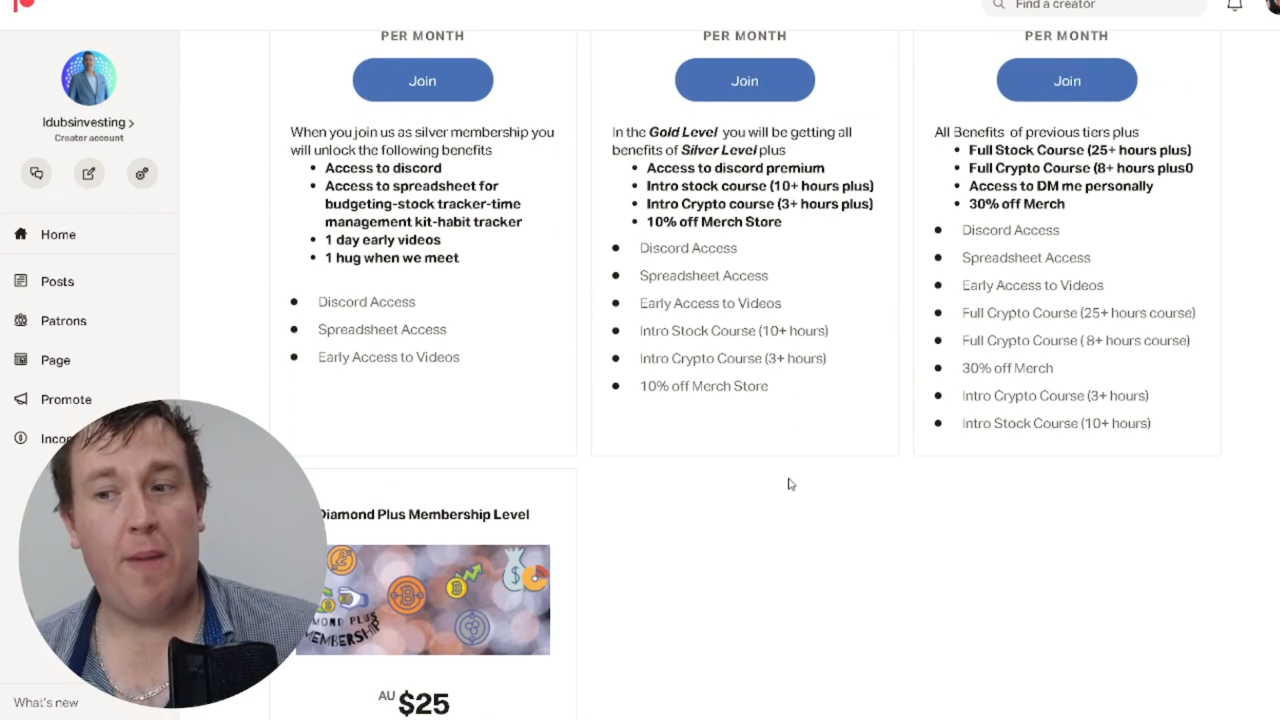 Find a creator
ldubsinvesting >
Creator account
Home
Posts
Patrons
Page
Promote
What's new
PER MONTH
Join
When you join us as silver membership you
will unlock the following benefits
Access to discord
Access to spreadsheet for
budgeting-stock tracker-time
management kit-habit tracker
1 day early videos
1 hug when we meet
Discord Access
Spreadsheet Access
Early Access to Videos
PER MONTH
Join
In the Gold Level you will be getting all
benefits of Silver Level plus
Access to discord premium
Intro stock course (10+ hours plus)
Intro Crypto course (3+ hours plus)
10% off Merch Store
Discord Access
Spreadsheet Access
Early Access to Videos
Intro Stock Course (10+ hours)
Intro Crypto Course (3+ hours)
10% off Merch Store
PER MONTH
Join
All Benefits of previous tiers plus
Full Stock Course (25+ hours plus)
Full Crypto Course (8+ hours plus0
Access to DM me personally
30% off Merch
Discord Access
Spreadsheet Access
Early Access to Videos
Full Crypto Course (25+ hours course)
Full Crypto Course ( 8+ hours course)
30% off Merch
Intro Crypto Course (3+ hours)
Intro Stock Course (10+ hours)
Diamond Plus Membership Level
PLUS
MEMBERSHIP
AU $25